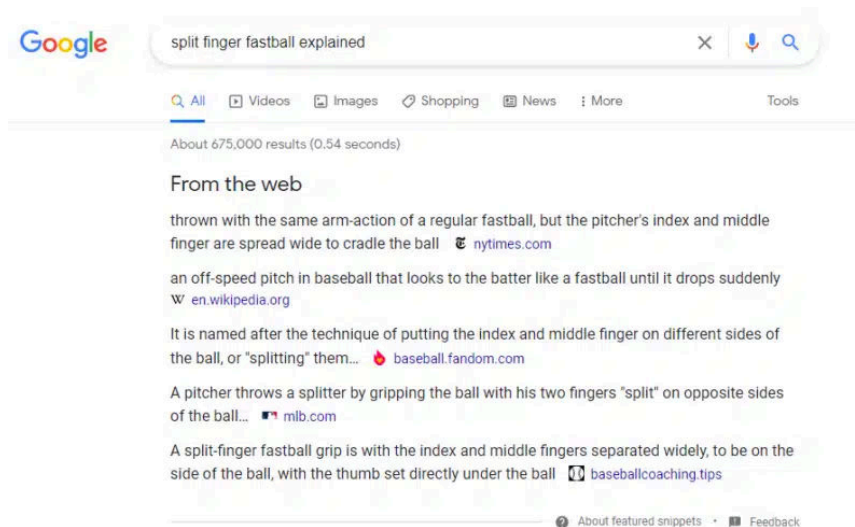 Google
split finger fastball explained
All Videos Images Shopping News More Tools
About 675,000 results (0.54 seconds)
From the web
thrown with the same arm-action of a regular fastball, but the pitcher's index and middle
finger are spread wide to cradle the ball nytimes.com
an off-speed pitch in baseball that looks to the batter like a fastball until it drops suddenly
W en.wikipedia.org
It is named after the technique of putting the index and middle finger on different sides of
the ball, or "splitting" them... baseball.fandom.com
A pitcher throws a splitter by gripping the ball with his two fingers "split" on opposite sides
of the ball... mlb.com
A split-finger fastball grip is with the index and middle fingers separated widely, to be on the
side of the ball, with the thumb set directly under the ball baseballcoaching.tips
About featured snippets • Feedback